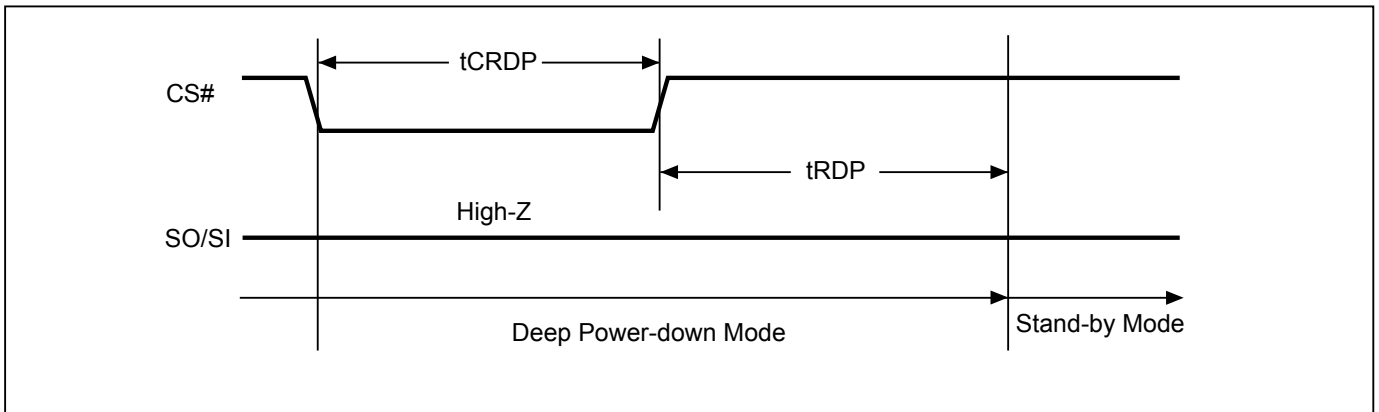 tCRDP
CS#
tRDP
High-Z
SO/SI
Deep Power-down Mode
Stand-by Mode